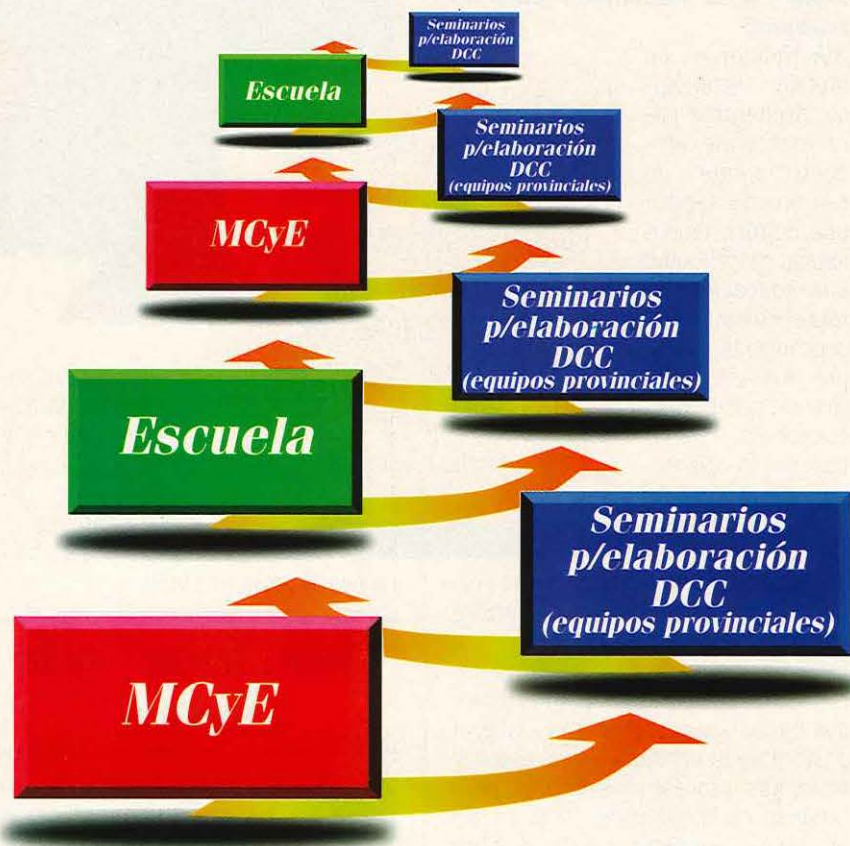 Seminarios
p/elaboración
DCC
Escuela
Seminarios
p/elaboración
DCC
(equipos provinciales)
MCyE
Seminarios
p/elaboración
DCC
(equipos provinciales)
Escuela
Seminarios
p/elaboración
DCC
(equipos provinciales)
MCyE